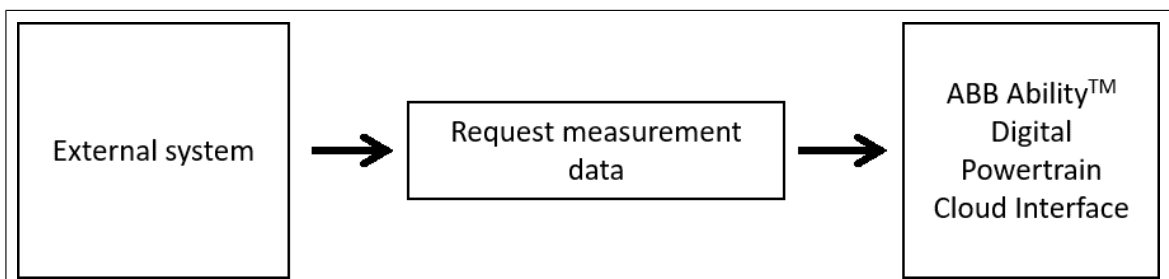 External system
Request measurement
data
ABB Ability™
Digital
Powertrain
Cloud Interface